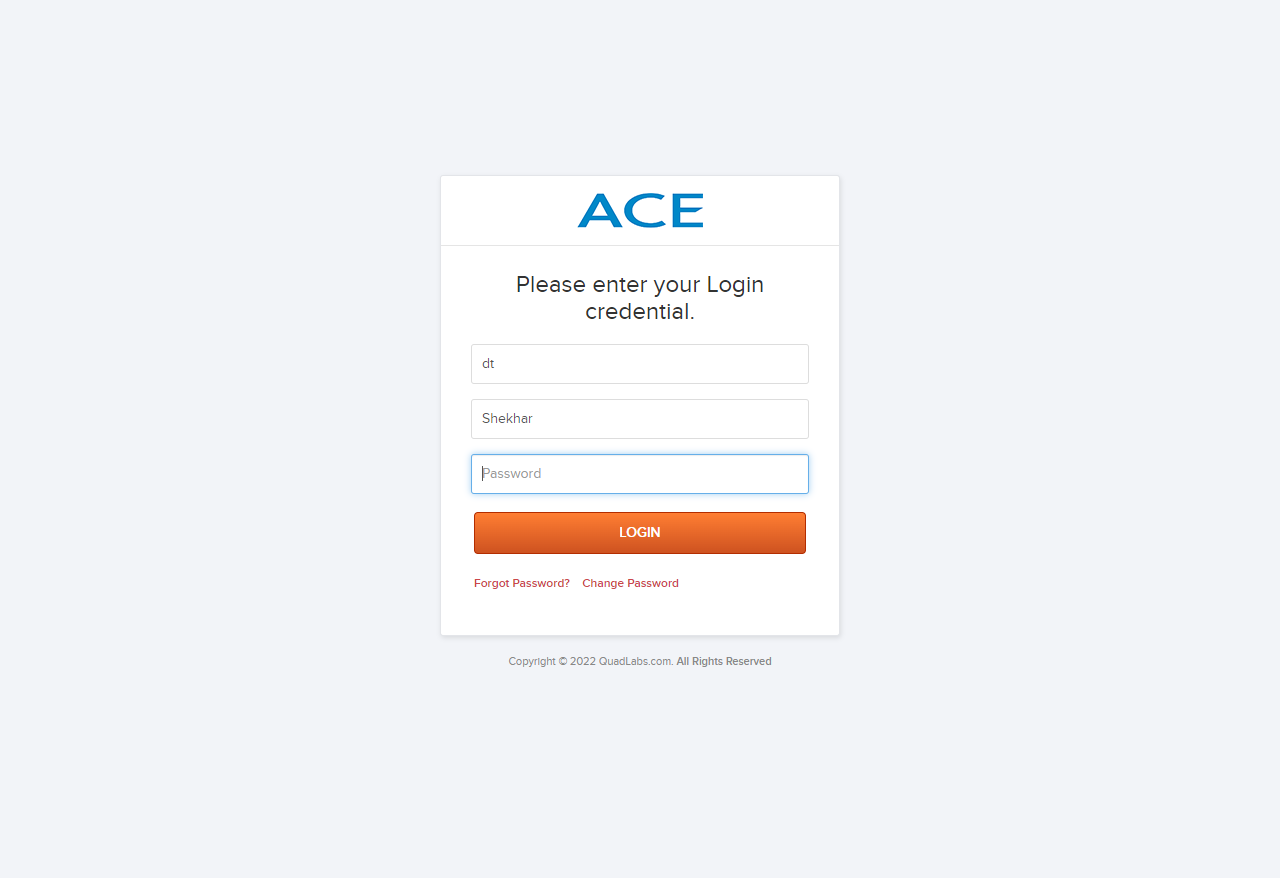 ACE
Please enter your Login
credential.
dt
Shekhar
Password
LOGIN
Forgot Password? Change Password
Copyright © 2022 QuadLabs.com. All Rights Reserved